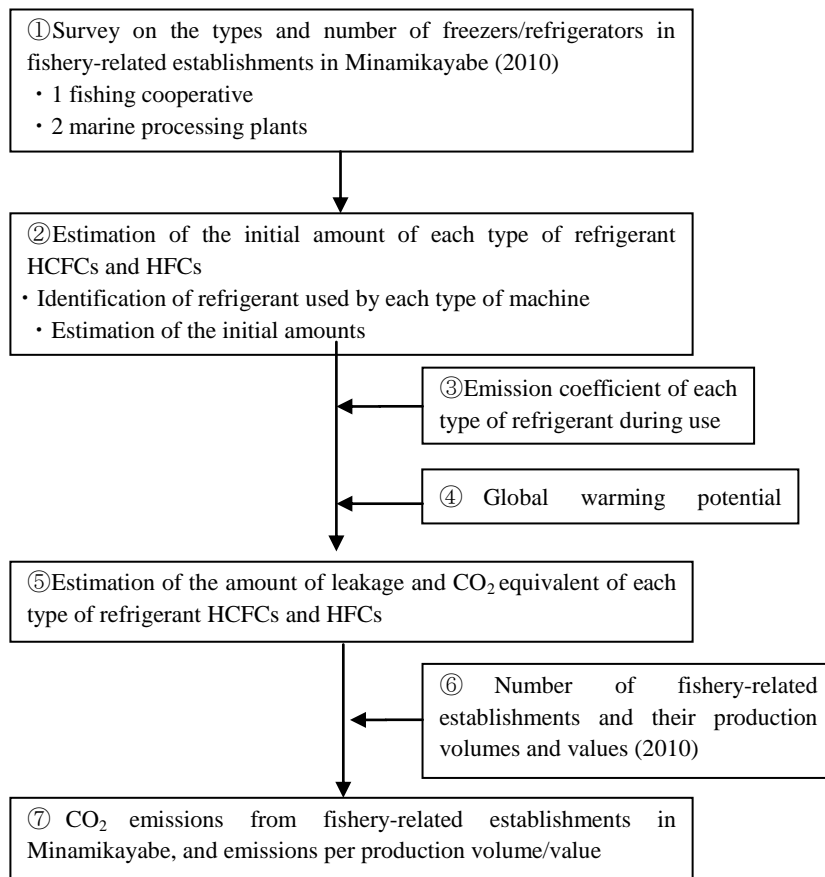 ①Survey on the types and number of freezers/refrigerators in
fishery-related establishments in Minamikayabe (2010)
・1 fishing cooperative
・2 marine processing plants
②Estimation of the initial amount of each type of refrigerant
HCFCs and HFCs
・Identification of refrigerant used by each type of machine
・Estimation of the initial amounts
③Emission coefficient of each
type of refrigerant during use
④ Global warming potential
⑤Estimation of the amount of leakage and CO₂ equivalent of each
type of refrigerant HCFCs and HFCs
⑥ Number of fishery-related
establishments and their production
volumes and values (2010)
⑦ CO₂ emissions from fishery-related establishments in
Minamikayabe, and emissions per production volume/value